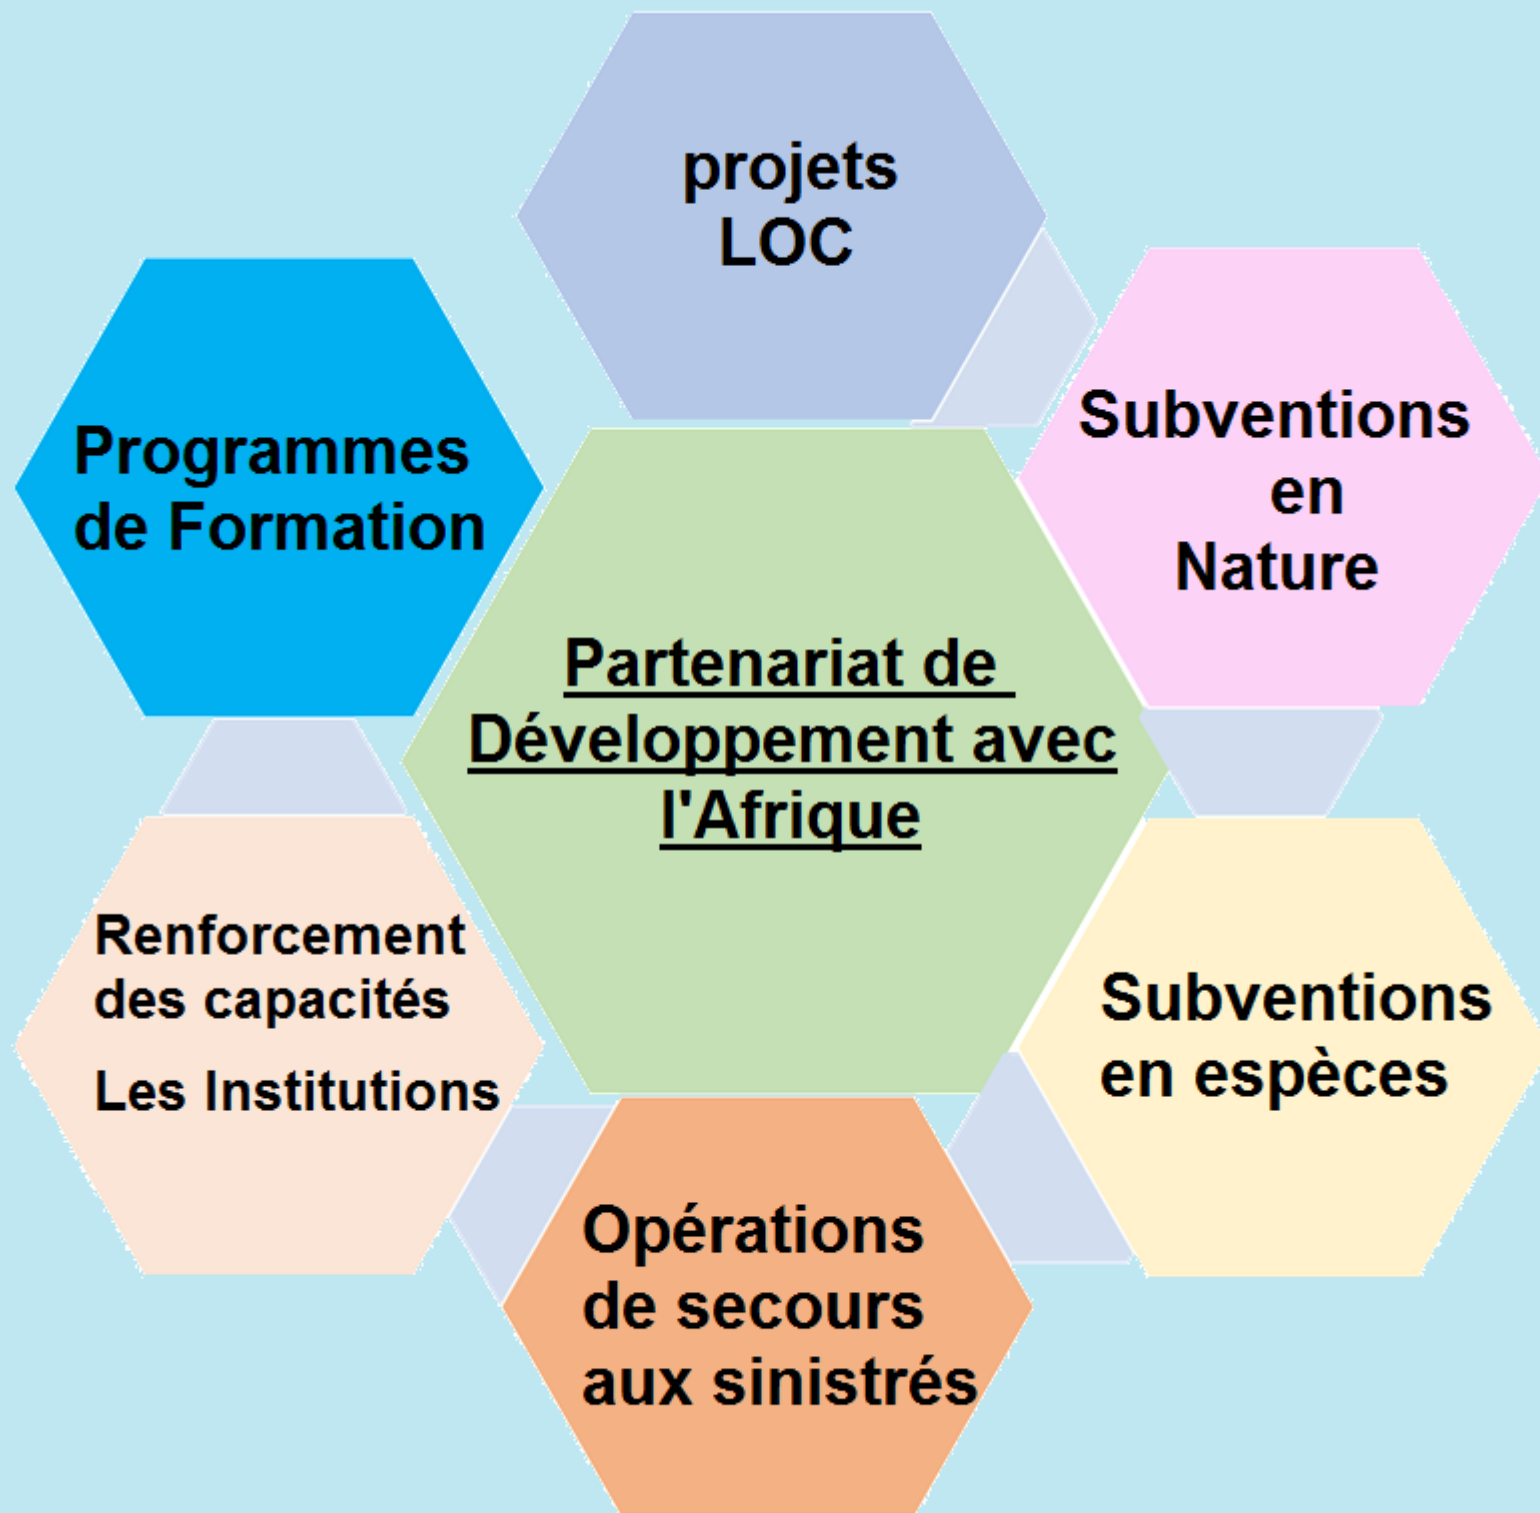 projets
LOC
Subventions
en
Nature
Programmes
de Formation
Partenariat de
Développement avec
l'Afrique
Renforcement
des capacités
Les Institutions
Subventions
en espèces
Opérations
de secours
aux sinistrés